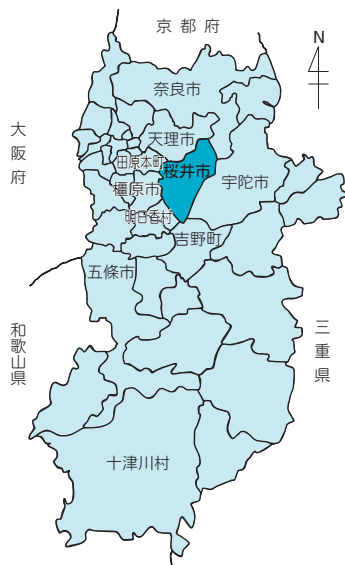 京都府
N
奈良市
大阪府
天理市
田原本町
桜井市
宇陀市
橿原市
明日香村
吉野町
五條市
和歌山県
三重県
十津川村